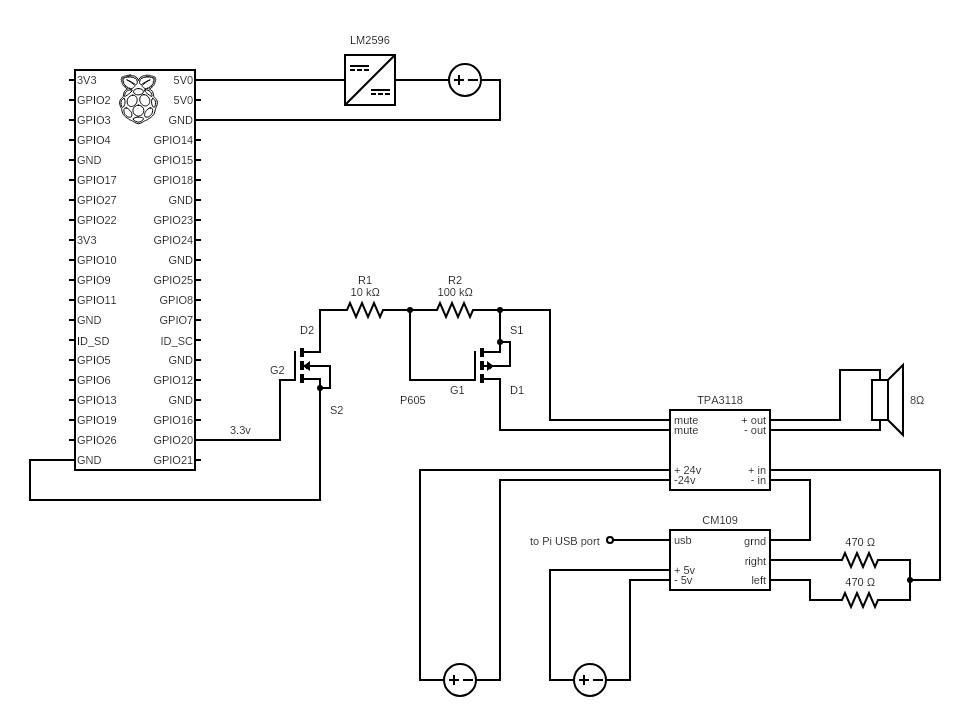 LM2596
3V3 5V0
GPIO2 5V0
GPIO3 GND
GPIO4 GPIO14
GND GPIO15
GPIO17 GPIO18
GPIO27 GND
GPIO22 GPIO23
3V3 GPIO24
GPIO10 GND
GPIO9 GPIO25
GPIO11 GPIO8
GND GPIO7
ID_SD ID_SC
GPIO5 GND
GPIO6 GPIO12
GPIO13 GND
GPIO19 GPIO16
GPIO26 GPIO20
GND GPIO21
3.3v
R1
10 kΩ
R2
100 kΩ
D2
G2
S2
S1
G1
D1
P605
TPA3118
mute + out
mute - out
+ 24v + in
-24v - in
8Ω
CM109
to Pi USB port
usb grnd
right
+ 5v
- 5v left
470 Ω
470 Ω